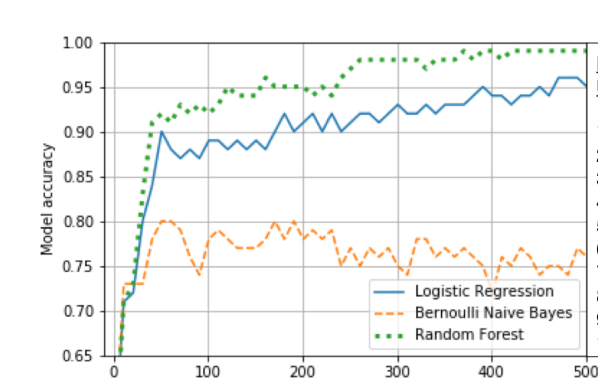 1.00
0.95
0.90
0.85
0.80
0.75
0.70
0.65
Model accuracy
Logistic Regression
Bernoulli Naive Bayes
Random Forest
0 100 200 300 400 500